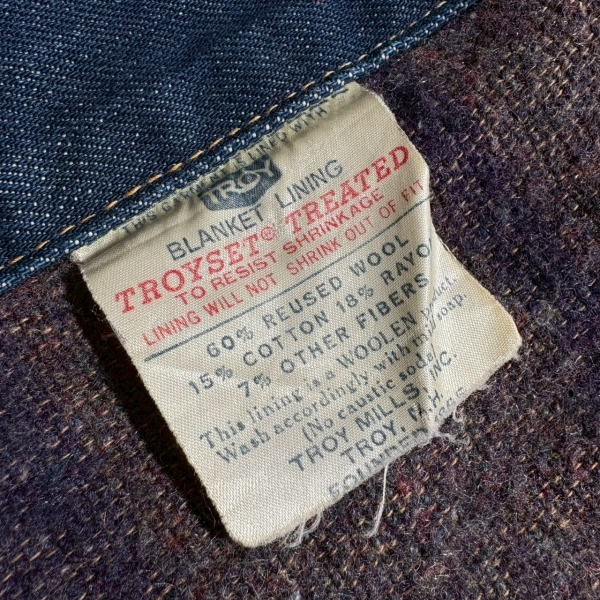 THIS GARMENT IS LINED WITH
TROY
BLANKET LINING
TROYSET® TREATED
TO RESIST SHRINKAGE
LINING WILL NOT SHRINK OUT OF FIT
60% REUSED WOOL
15% COTTON 18% RAYO
7% OTHER FIBERS
This lining is a WOOLEN product.
Wash accordingly with mild soap.
(No caustic soda
TROY MILLS, INC.
TROY, N.H.